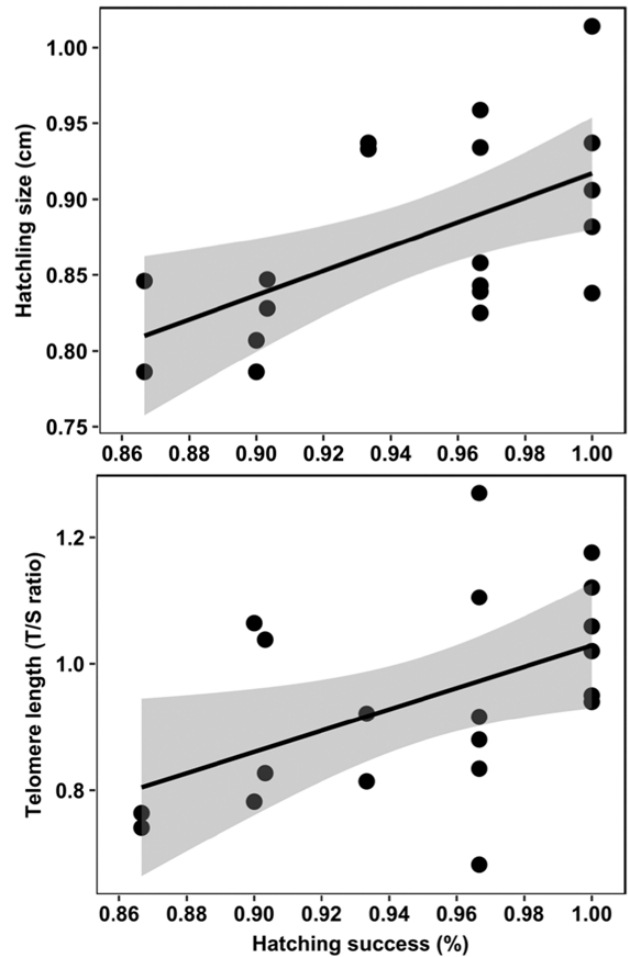 Hatchling size (cm)
1.00
0.95
0.90
0.85
0.80
0.75
0.86 0.88 0.90 0.92 0.94 0.96 0.98 1.00
Telomere length (T/S ratio)
1.2
1.0
0.8
0.86 0.88 0.90 0.92 0.94 0.96 0.98 1.00
Hatching success (%)